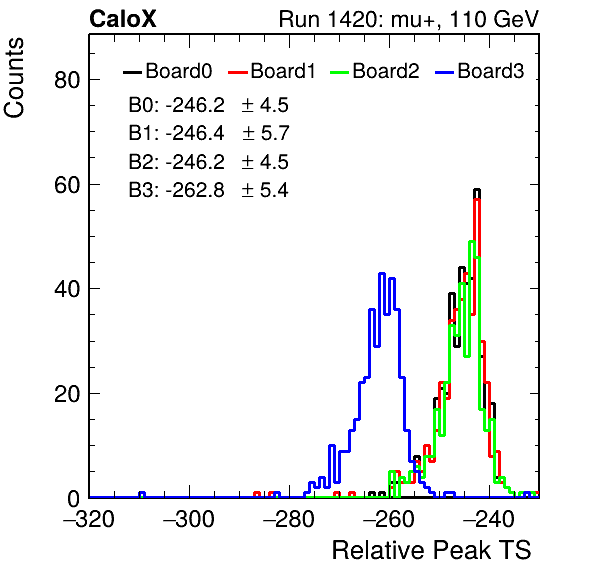 CaloX Run 1420: mu+, 110 GeV
Counts
Board0 Board1 Board2 Board3
B0: -246.2 ± 4.5
B1: -246.4 ± 5.7
B2: -246.2 ± 4.5
B3: -262.8 ± 5.4
80
60
40
20
0
−320 −300 −280 −260 −240
Relative Peak TS